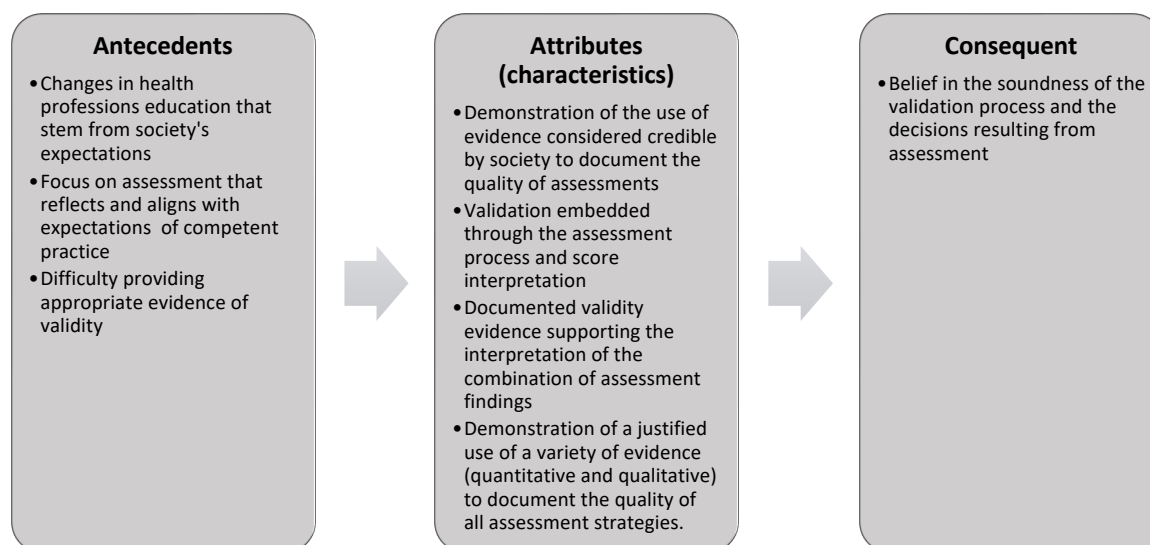 Antecedents
•Changes in health
professions education that
stem from society's
expectations
•Focus on assessment that
reflects and aligns with
expectations of competent
practice
•Difficulty providing
appropriate evidence of
validity
Attributes
(characteristics)
•Demonstration of the use of
evidence considered credible
by society to document the
quality of assessments
•Validation embedded
through the assessment
process and score
interpretation
•Documented validity
evidence supporting the
interpretation of the
combination of assessment
findings
•Demonstration of a justified
use of a variety of evidence
(quantitative and qualitative)
to document the quality of
all assessment strategies.
Consequent
•Belief in the soundness of the
validation process and the
decisions resulting from
assessment